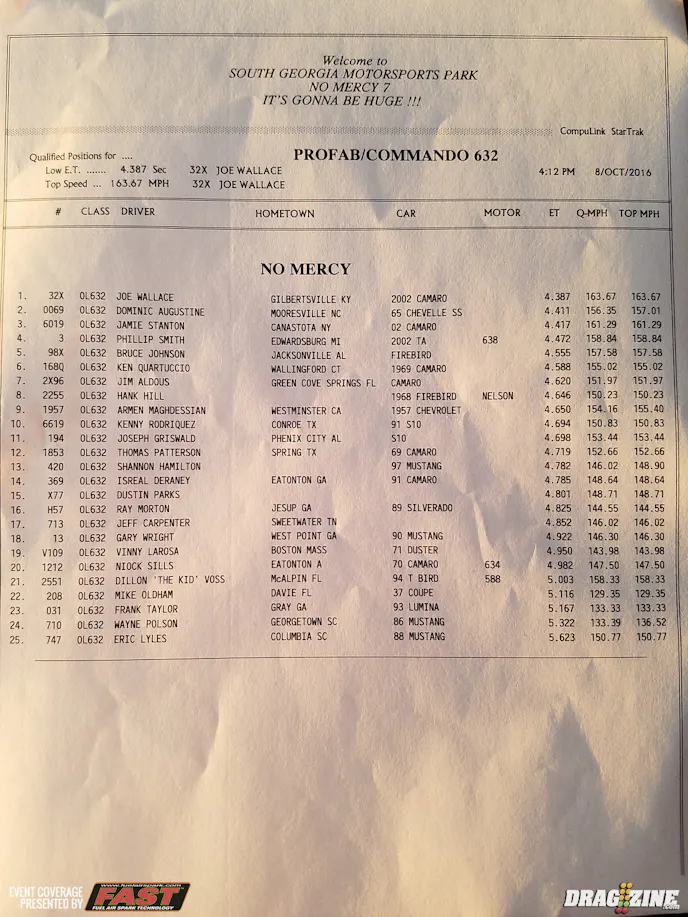 Welcome to
SOUTH GEORGIA MOTORSPORTS PARK
NO MERCY 7
IT'S GONNA BE HUGE !!!
CompuLink StarTrak
Qualified Positions for .... PROFAB/COMMANDO 632
Low E.T. ....... 4.387 Sec 32X JOE WALLACE 4:12 PM 8/OCT/2016
Top Speed ... 163.67 MPH 32X JOE WALLACE
# CLASS DRIVER HOMETOWN CAR MOTOR ET Q-MPH TOP MPH
NO MERCY
1. 32X OL632 JOE WALLACE GILBERTSVILLE KY 2002 CAMARO 4.387 163.67 163.67
2. 0069 OL632 DOMINIC AUGUSTINE MOORESVILLE NC 65 CHEVELLE SS 4.411 156.35 157.01
3. 6019 OL632 JAMIE STANTON CANASTOTA NY 02 CAMARO 4.417 161.29 161.29
4. 3 OL632 PHILLIP SMITH EDWARDSBURG MI 2002 TA 638 4.472 158.84 158.84
5. 98X OL632 BRUCE JOHNSON JACKSONVILLE AL FIREBIRD 4.555 157.58 157.58
6. 168Q OL632 KEN QUARTUCCIO WALLINGFORD CT 1969 CAMARO 4.588 155.02 155.02
7. 2X96 OL632 JIM ALDOUS GREEN COVE SPRINGS FL CAMARO 4.620 151.97 151.97
8. 2255 OL632 HANK HILL 1968 FIREBIRD NELSON 4.646 150.23 150.23
9. 1957 OL632 ARMEN MAGHDESSIAN WESTMINSTER CA 1957 CHEVROLET 4.650 154.16 155.40
10. 6619 OL632 KENNY RODRIQUEZ CONROE TX 91 S10 4.694 150.83 150.83
11. 194 OL632 JOSEPH GRISWALD PHENIX CITY AL S10 4.698 153.44 153.44
12. 1853 OL632 THOMAS PATTERSON SPRING TX 69 CAMARO 4.719 152.66 152.66
13. 420 OL632 SHANNON HAMILTON 97 MUSTANG 4.782 146.02 148.90
14. 369 OL632 ISREAL DERANEY EATONTON GA 91 CAMARO 4.785 148.64 148.64
15. X77 OL632 DUSTIN PARKS 4.801 148.71 148.71
16. H57 OL632 RAY MORTON JESUP GA 89 SILVERADO 4.825 144.55 144.55
17. 713 OL632 JEFF CARPENTER SWEETWATER TN 4.852 146.02 146.02
18. 13 OL632 GARY WRIGHT WEST POINT GA 90 MUSTANG 4.922 146.30 146.30
19. V109 OL632 VINNY LAROSA BOSTON MASS 71 DUSTER 4.950 143.98 143.98
20. 1212 OL632 NIOCK SILLS EATONTON A 70 CAMARO 634 4.982 147.50 147.50
21. 2551 OL632 DILLON 'THE KID' VOSS McALPIN FL 94 T BIRD 588 5.003 158.33 158.33
22. 208 OL632 MIKE OLDHAM DAVIE FL 37 COUPE 5.116 129.35 129.35
23. 031 OL632 FRANK TAYLOR GRAY GA 93 LUMINA 5.167 133.33 133.33
24. 710 OL632 WAYNE POLSON GEORGETOWN SC 86 MUSTANG 5.322 133.39 136.52
25. 747 OL632 ERIC LYLES COLUMBIA SC 88 MUSTANG 5.623 150.77 150.77
EVENT COVERAGE
PRESENTED BY
www.fuelairspark.com
FAST
FUEL AIR SPARK TECHNOLOGY
DRAGZINE.com